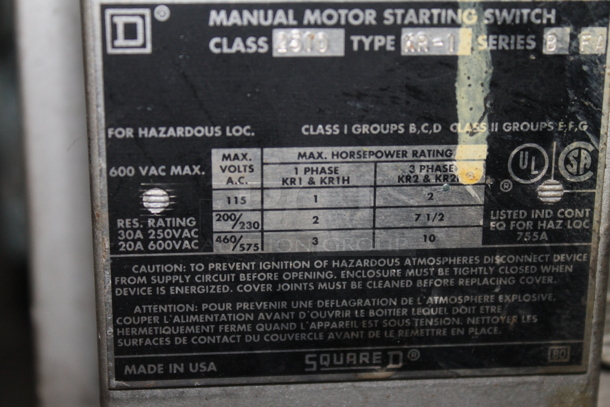 D
MANUAL MOTOR STARTING SWITCH
CLASS 2510 TYPE SERIES B
FOR HAZARDOUS LOC. CLASS I GROUPS B,C,D CLASS II GROUPS E,F,G
600 VAC MAX.
MAX. VOLTS A.C. MAX. HORSEPOWER RATING
1 PHASE KR1 & KR1H 3 PHASE KR2 &
115 1 2
200/230 2 7 1/2
460/575 3 10
RES. RATING
30A 250VAC
20A 600VAC
UL ® SA
LISTED IND CONT
EQ FOR HAZ LOC
755A
CAUTION: TO PREVENT IGNITION OF HAZARDOUS ATMOSPHERES DISCONNECT DEVICE
FROM SUPPLY CIRCUIT BEFORE OPENING. ENCLOSURE MUST BE TIGHTLY CLOSED WHEN
DEVICE IS ENERGIZED. COVER JOINTS MUST BE CLEANED BEFORE REPLACING COVER.
ATTENTION: POUR PREVENIR UNE DEFLAGRATION DE L'ATMOSPHERE EXPLOSIVE.
COUPER L'ALIMENTATION AVANT D'OUVRIR LE BOITIER LEQUEL DOIT ETRE
HERMETIQUEMENT FERME QUAND L'APPAREIL EST SOUS TENSION. NETTOYER LES
SURFACES DE CONTACT DU COUVERCLE AVANT DE LE REMETTRE EN PLACE.
MADE IN USA SQUARE D®